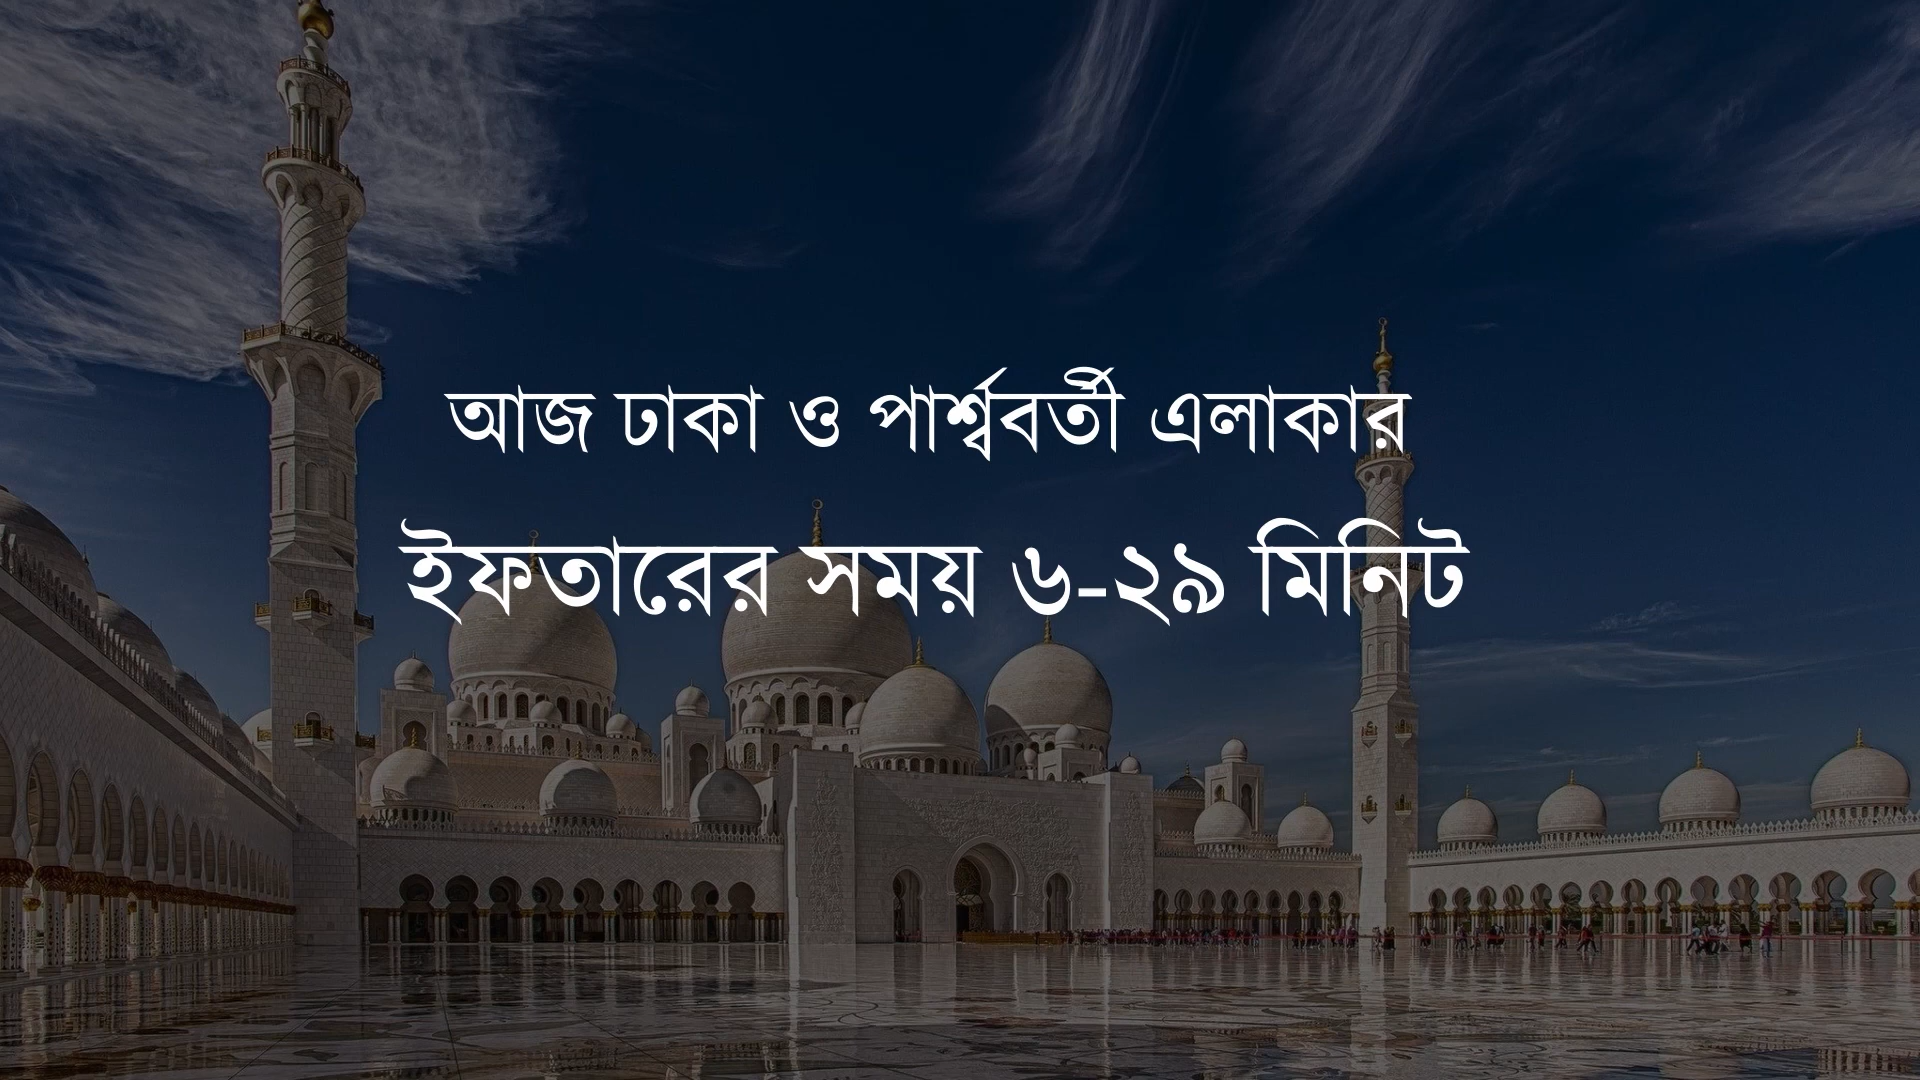 আজ ঢাকা ও পার্শ্ববর্তী এলাকার
ইফতারের সময় ৬-২৯ মিনিট